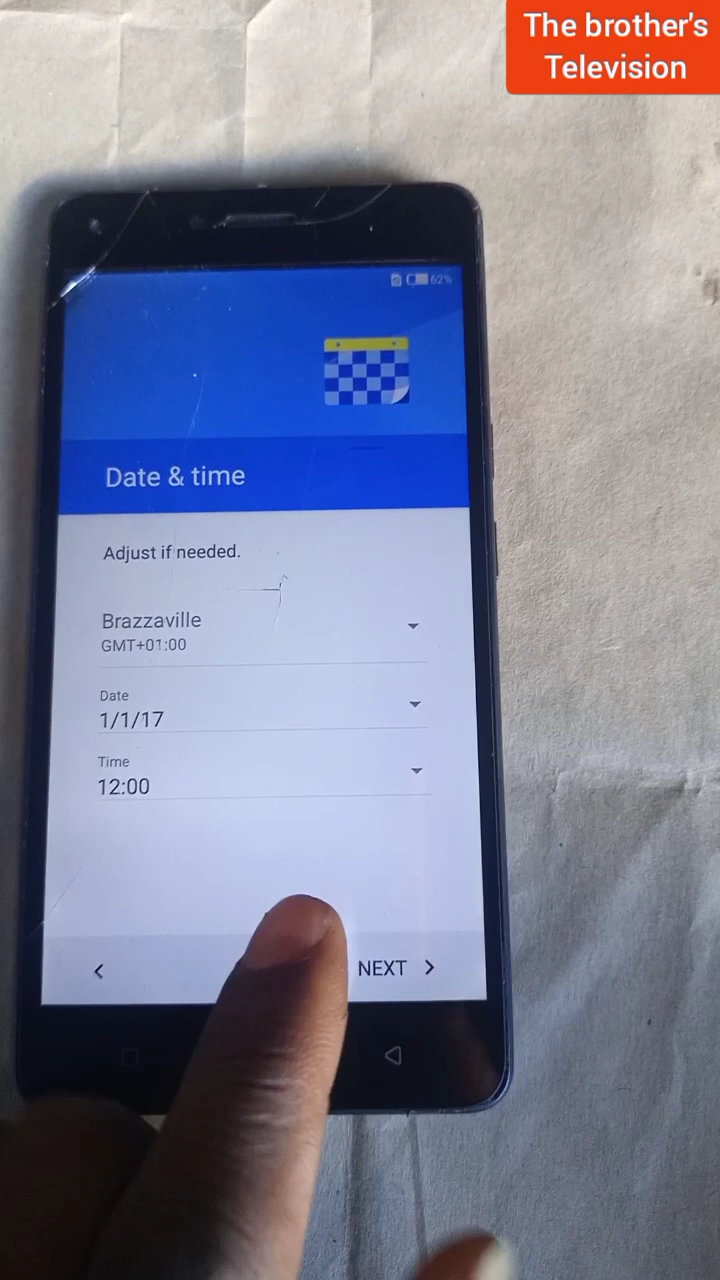 The brother's
Television
62%
Date & time
Adjust if needed.
Brazzaville
GMT+01:00
Date
1/1/17
Time
12:00
NEXT